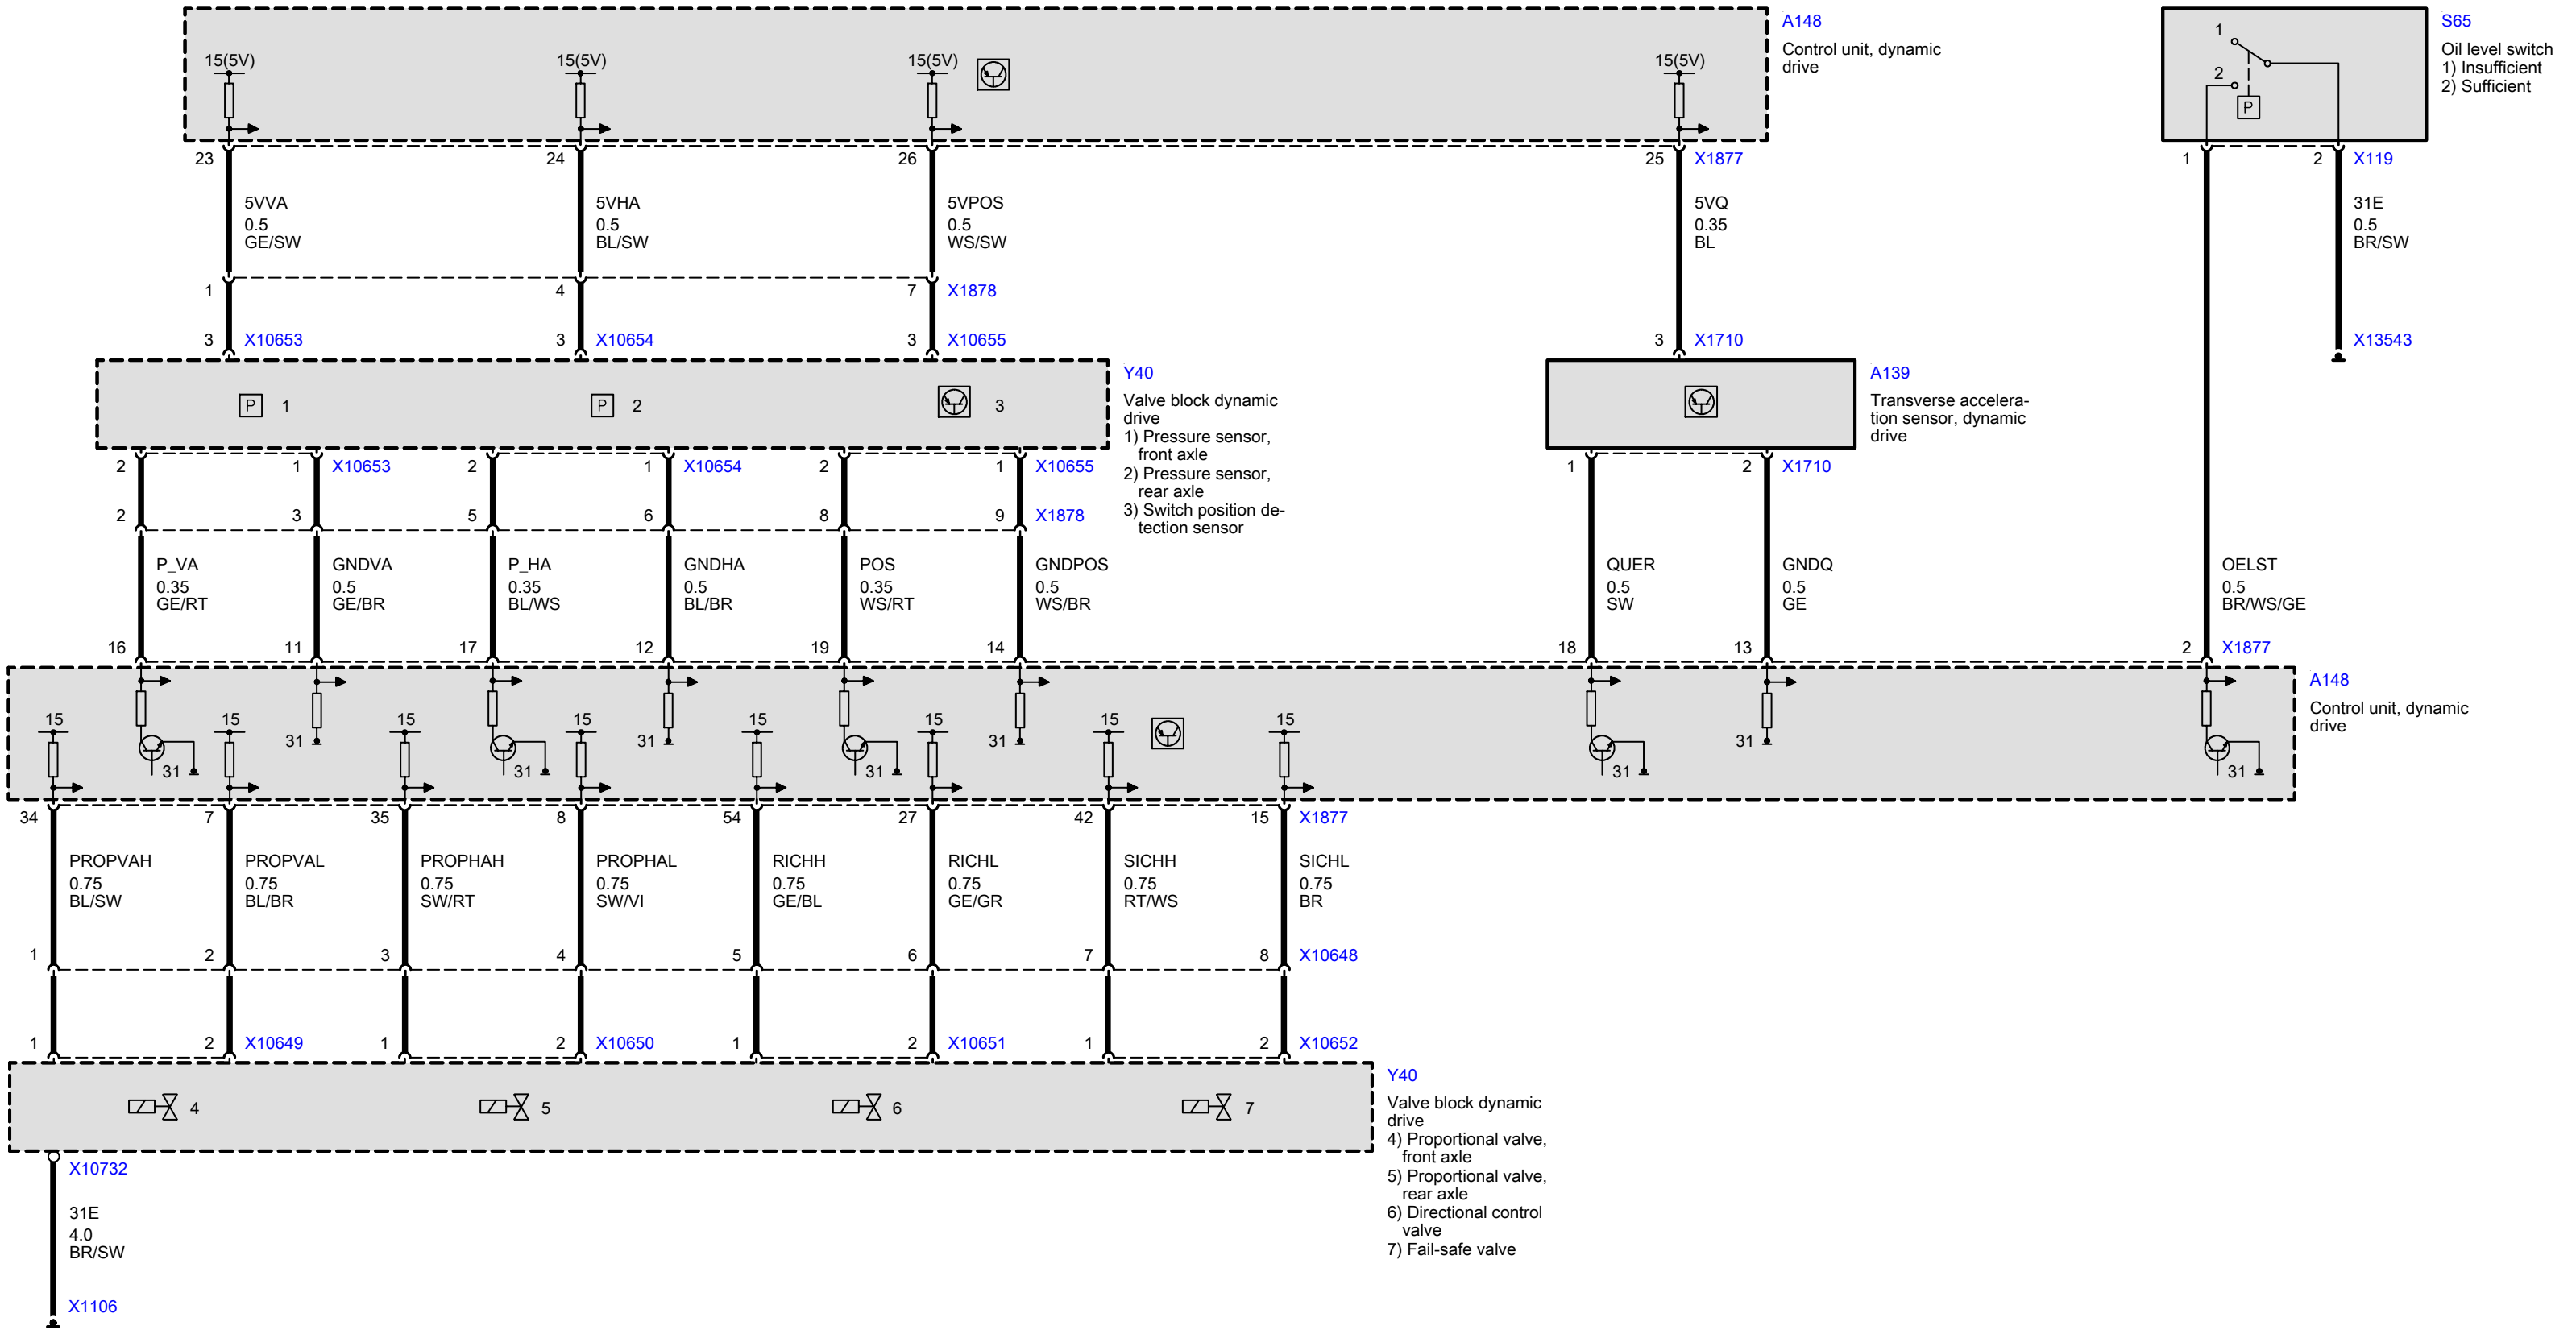 A148
Control unit, dynamic
drive
S65
Oil level switch
1) Insufficient
2) Sufficient
15(5V) 15(5V) 15(5V) 15(5V)
1
2
P
23 24 26 25 X1877
1 2 X119
5VVA
0.5
GE/SW
5VHA
0.5
BL/SW
5VPOS
0.5
WS/SW
5VQ
0.35
BL
31E
0.5
BR/SW
1 4 7 X1878
3 X10653 3 X10654 3 X10655 3 X1710
X13543
P 1 P 2 3
Y40
Valve block dynamic
drive
1) Pressure sensor,
front axle
2) Pressure sensor,
rear axle
3) Switch position de-
tection sensor
A139
Transverse accelera-
tion sensor, dynamic
drive
2 1 X10653 2 1 X10654 2 1 X10655 1 2 X1710
2 3 5 6 8 9 X1878
P_VA
0.35
GE/RT
GNDVA
0.5
GE/BR
P_HA
0.35
BL/WS
GNDHA
0.5
BL/BR
POS
0.35
WS/RT
GNDPOS
0.5
WS/BR
QUER
0.5
SW
GNDQ
0.5
GE
OELST
0.5
BR/WS/GE
16 11 17 12 19 14 18 13 2 X1877
A148
Control unit, dynamic
drive
15 15 15 15 15 15 15 15
31 31 31 31
31 31 31 31 31
34 7 35 8 54 27 42 15 X1877
PROPVAH
0.75
BL/SW
PROPVAL
0.75
BL/BR
PROPHAH
0.75
SW/RT
PROPHAL
0.75
SW/VI
RICHH
0.75
GE/BL
RICHL
0.75
GE/GR
SICHH
0.75
RT/WS
SICHL
0.75
BR
1 2 3 4 5 6 7 8 X10648
1 2 X10649 1 2 X10650 1 2 X10651 1 2 X10652
4 5 6 7
Y40
Valve block dynamic
drive
4) Proportional valve,
front axle
5) Proportional valve,
rear axle
6) Directional control
valve
7) Fail-safe valve
X10732
31E
4.0
BR/SW
X1106